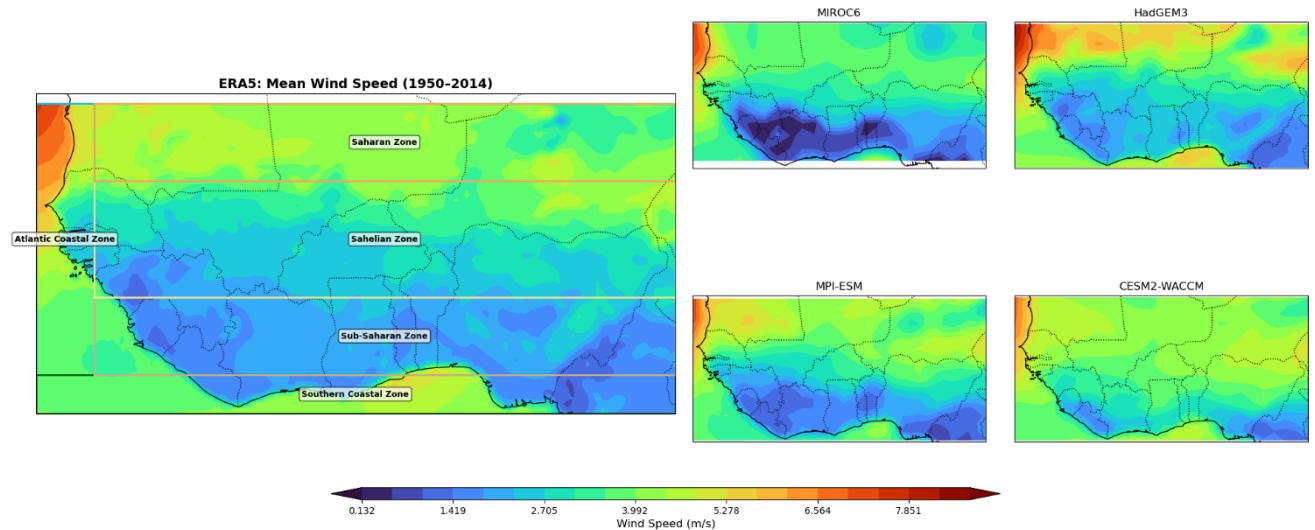 MIROC6
HadGEM3
ERA5: Mean Wind Speed (1950–2014)
Saharan Zone
Atlantic Coastal Zone
Sahelian Zone
Sub-Saharan Zone
Southern Coastal Zone
MPI-ESM
CESM2-WACCM
0.132 1.419 2.705 3.992 5.278 6.564 7.851
Wind Speed (m/s)